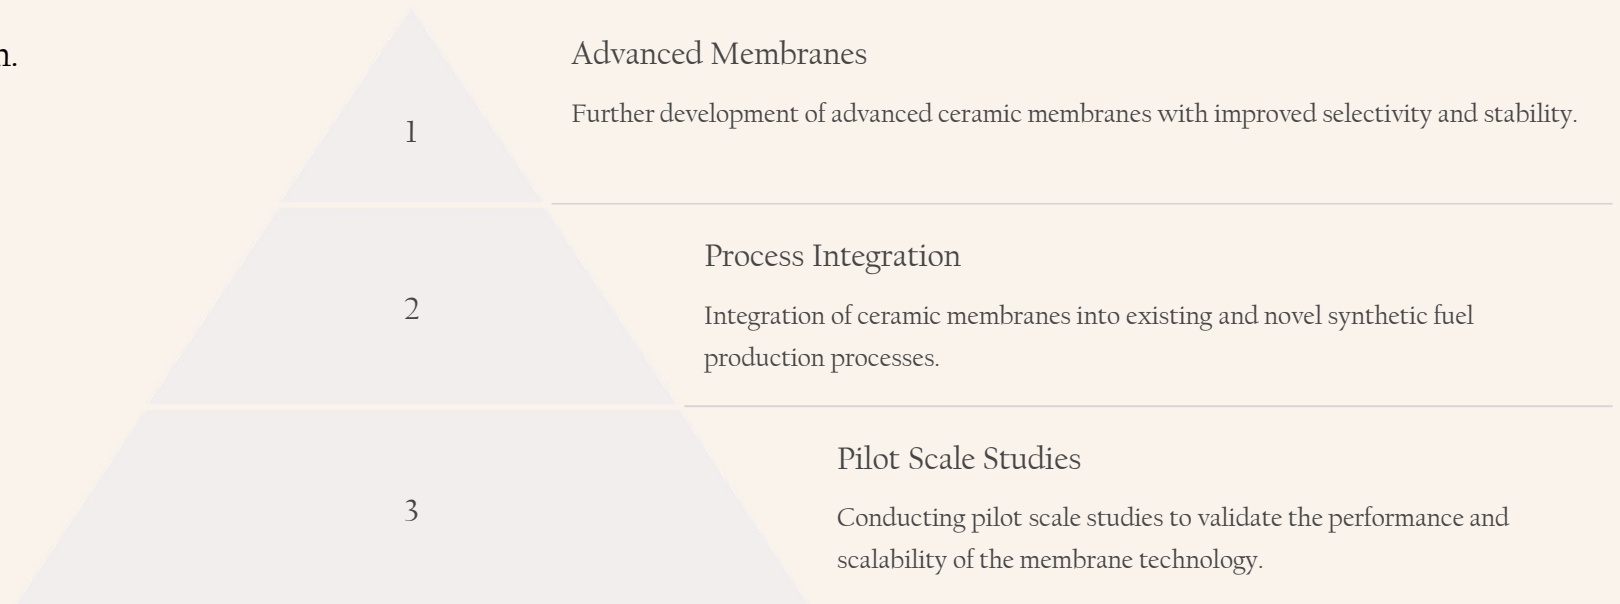 1
Advanced Membranes
Further development of advanced ceramic membranes with improved selectivity and stability.
2
Process Integration
Integration of ceramic membranes into existing and novel synthetic fuel
production processes.
3
Pilot Scale Studies
Conducting pilot scale studies to validate the performance and
scalability of the membrane technology.